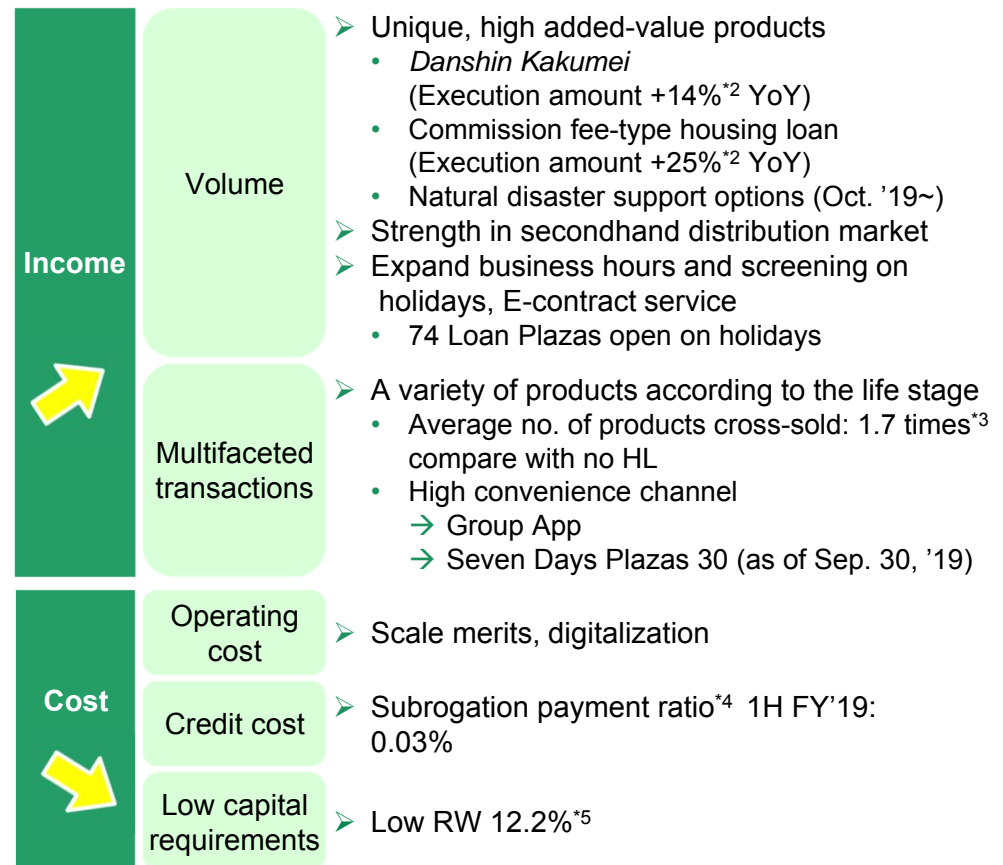 Income
Volume
➢ Unique, high added-value products
• Danshin Kakumei
(Execution amount +14%*2 YoY)
• Commission fee-type housing loan
(Execution amount +25%*2 YoY)
• Natural disaster support options (Oct. ’19~)
➢ Strength in secondhand distribution market
➢ Expand business hours and screening on
holidays, E-contract service
• 74 Loan Plazas open on holidays
Multifaceted
transactions
➢ A variety of products according to the life stage
• Average no. of products cross-sold: 1.7 times*3
compare with no HL
• High convenience channel
→ Group App
→ Seven Days Plazas 30 (as of Sep. 30, ’19)
Cost
Operating
cost
➢ Scale merits, digitalization
Credit cost
➢ Subrogation payment ratio*4 1H FY’19:
0.03%
Low capital
requirements
➢ Low RW 12.2%*5